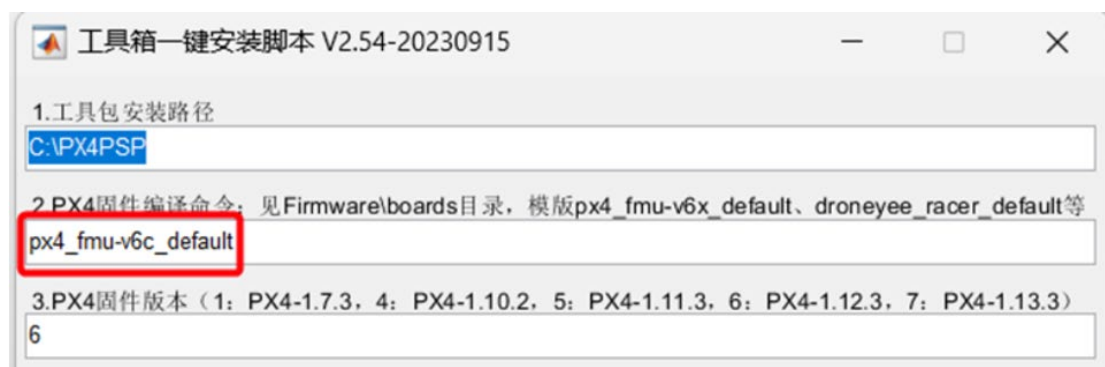 工具箱一键安装脚本 V2.54-20230915
1.工具包安装路径
C:\PX4PSP
2.PX4固件编译命令：见Firmware\boards目录，模版px4_fmu-v6x_default、droneyee_racer_default等
px4_fmu-v6c_default
3.PX4固件版本（1：PX4-1.7.3，4：PX4-1.10.2，5：PX4-1.11.3，6：PX4-1.12.3，7：PX4-1.13.3）
6